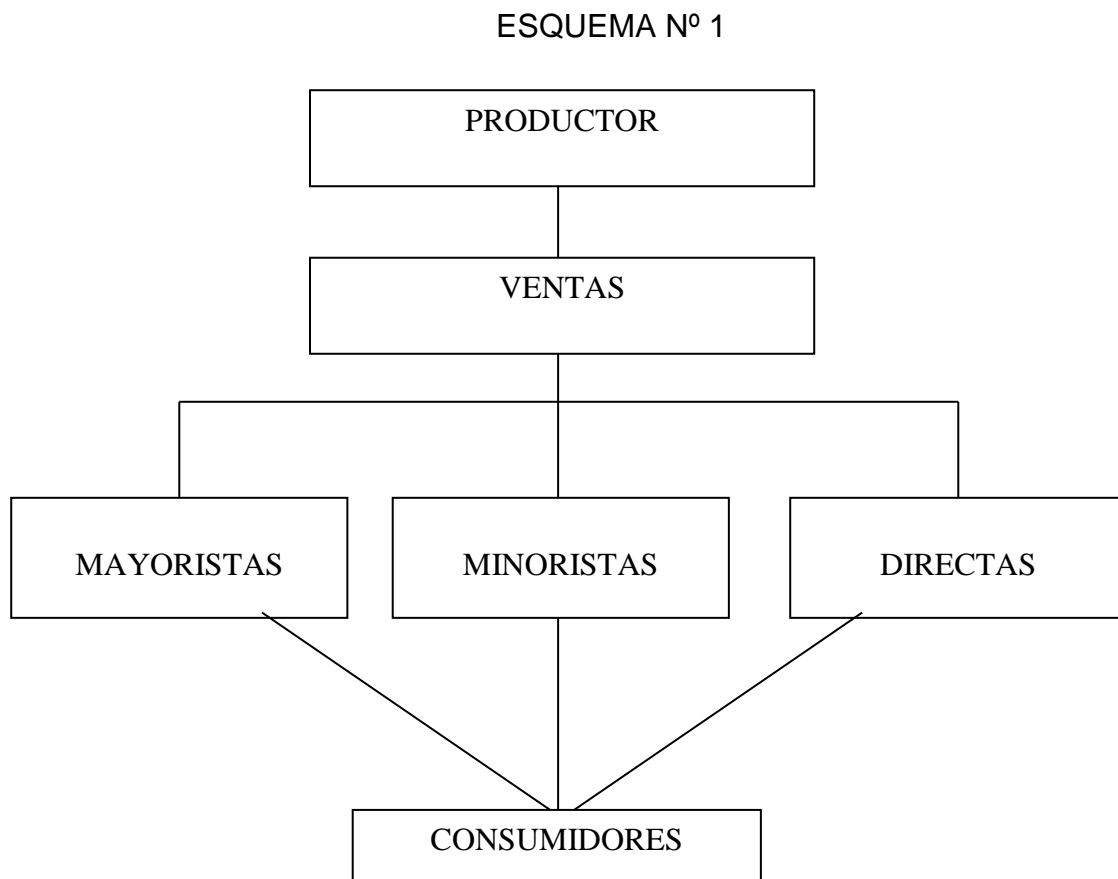 ESQUEMA Nº 1
PRODUCTOR
VENTAS
MAYORISTAS
MINORISTAS
DIRECTAS
CONSUMIDORES